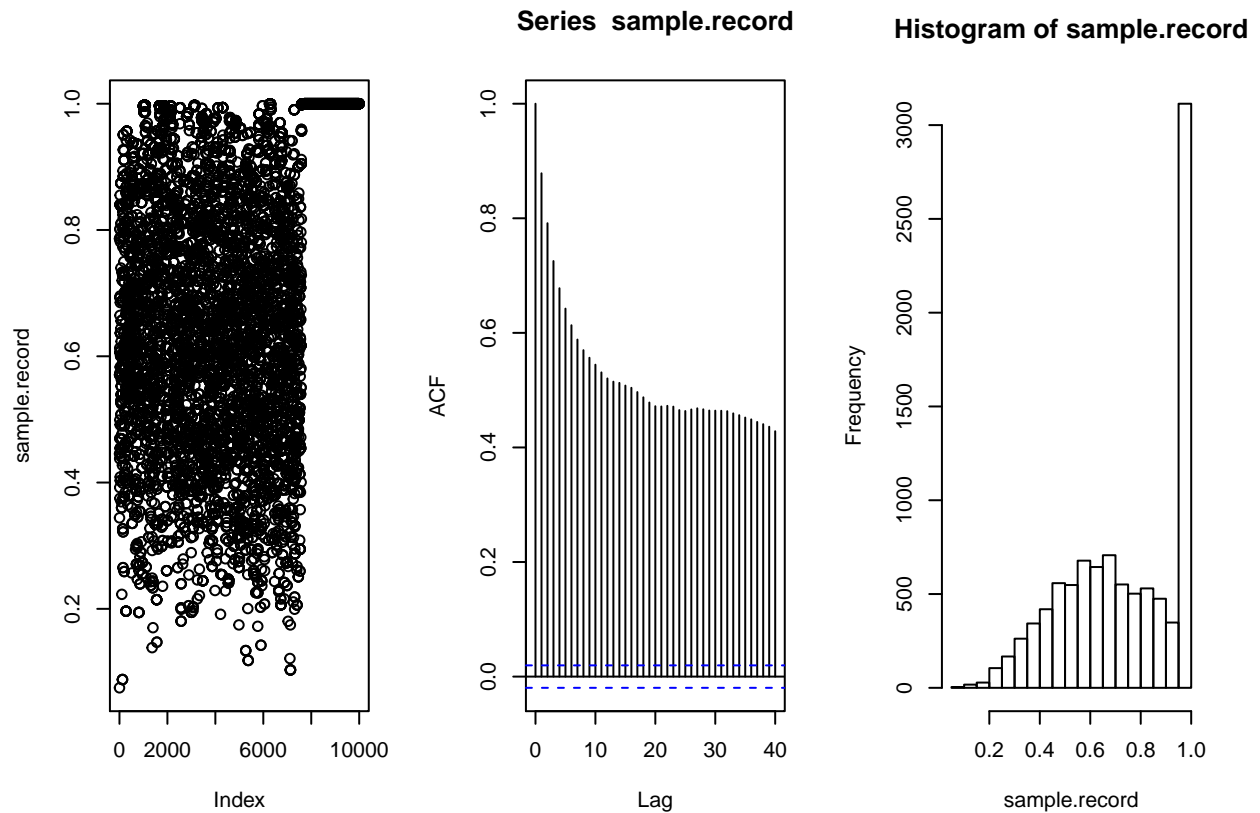 Series sample.record
Histogram of sample.record
sample.record
1.0
0.8
0.6
0.4
0.2
0 2000 6000 10000
Index
ACF
1.0
0.8
0.6
0.4
0.2
0.0
0 10 20 30 40
Lag
Frequency
3000
2500
2000
1500
1000
500
0
0.2 0.4 0.6 0.8 1.0
sample.record